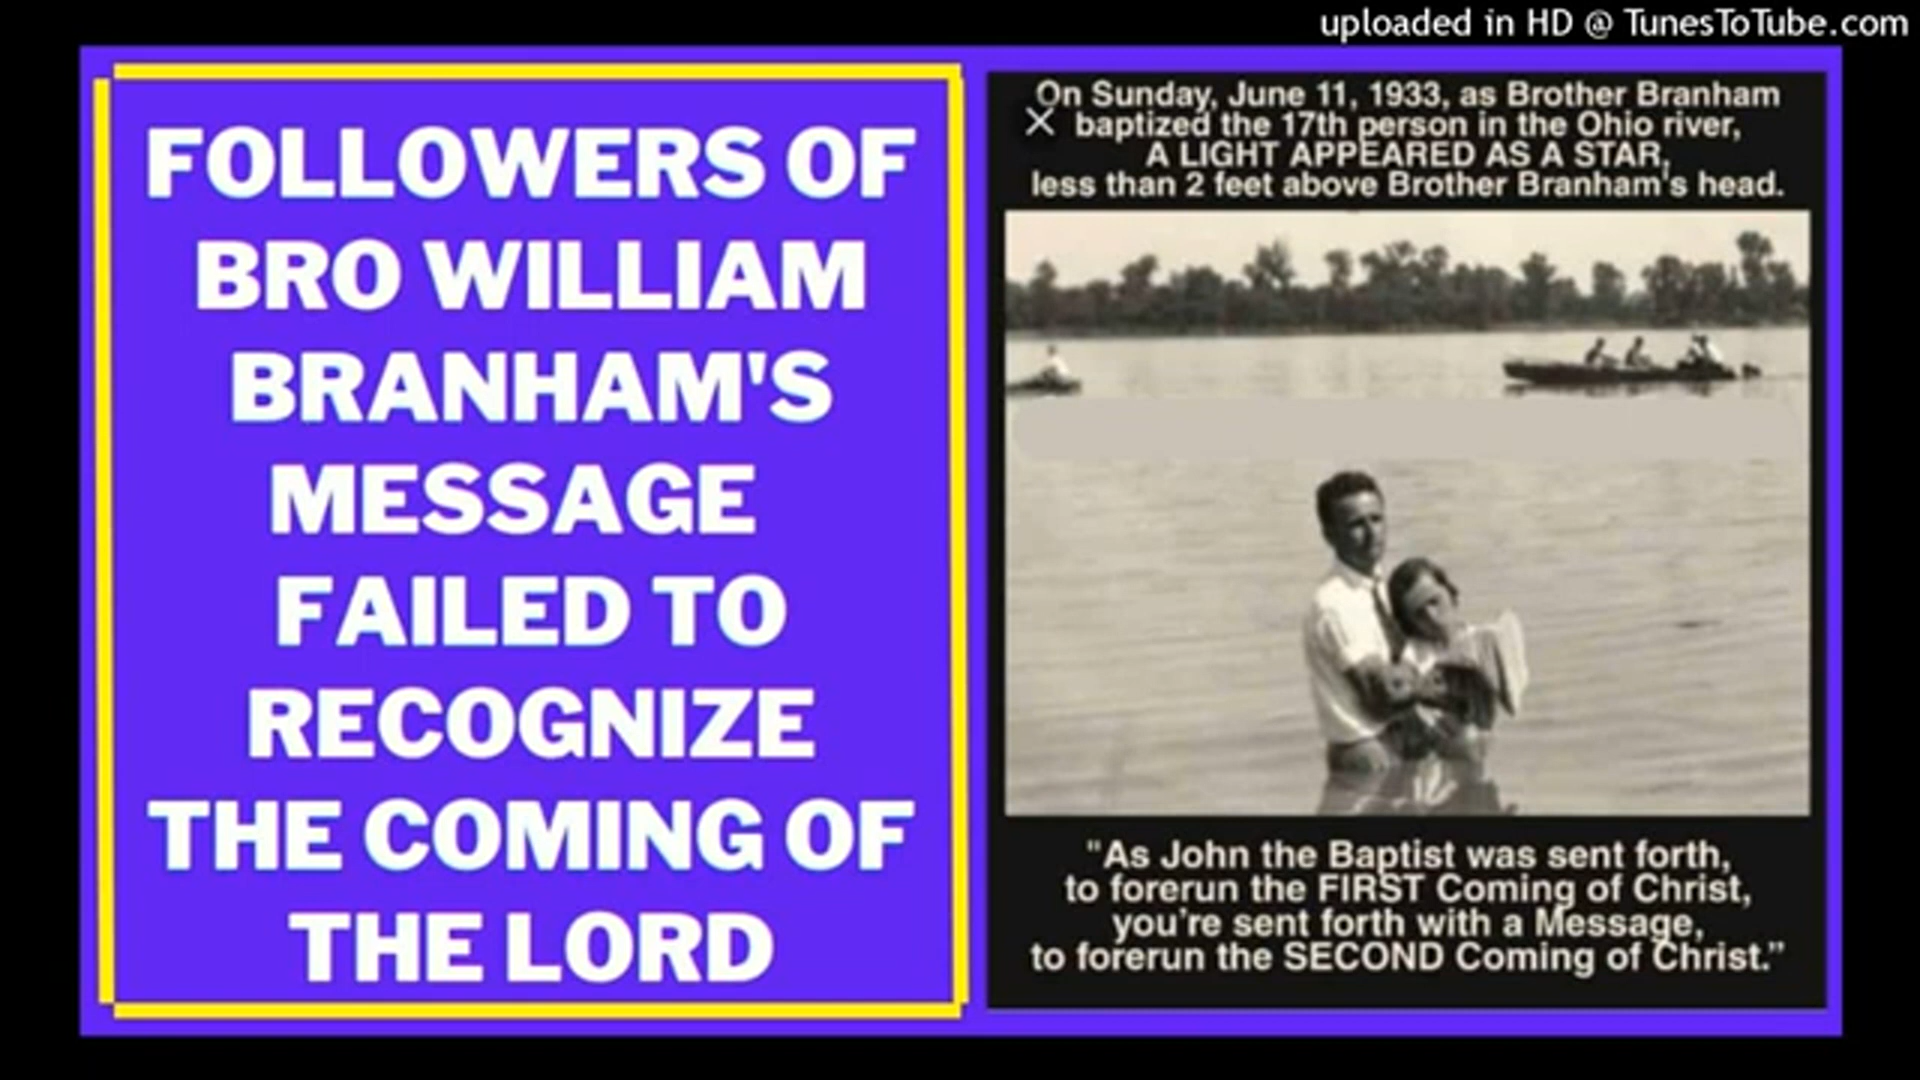 uploaded in HD @ TunesToTube.com
FOLLOWERS OF
BRO WILLIAM
BRANHAM'S
MESSAGE
FAILED TO
RECOGNIZE
THE COMING OF
THE LORD
On Sunday, June 11, 1933, as Brother Branham
baptized the 17th person in the Ohio river,
A LIGHT APPEARED AS A STAR,
less than 2 feet above Brother Branham's head.
"As John the Baptist was sent forth,
to forerun the FIRST Coming of Christ,
you're sent forth with a Message,
to forerun the SECOND Coming of Christ."